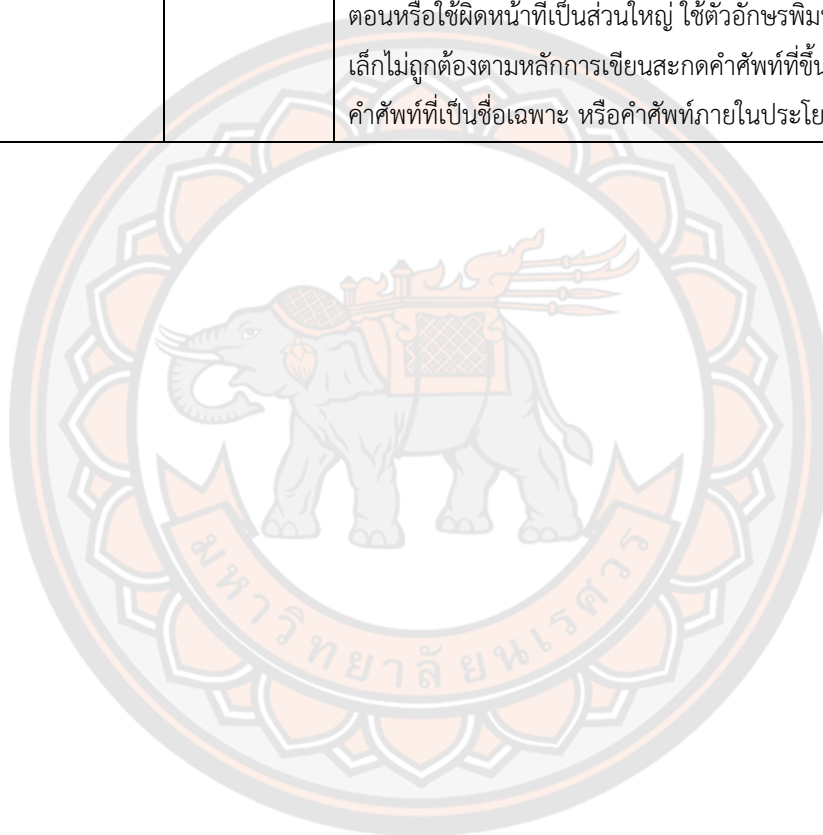 ตอนหรือใช้ผิดหน้าที่เป็นส่วนใหญ่ ใช้ตัวอักษรพิม
เล็กไม่ถูกต้องตามหลักการเขียนสะกดคำศัพท์ที่ขึ้น
คำศัพท์ที่เป็นชื่อเฉพาะ หรือคำศัพท์ภายในประโย
มหาวิทยาลัยนเรศวร